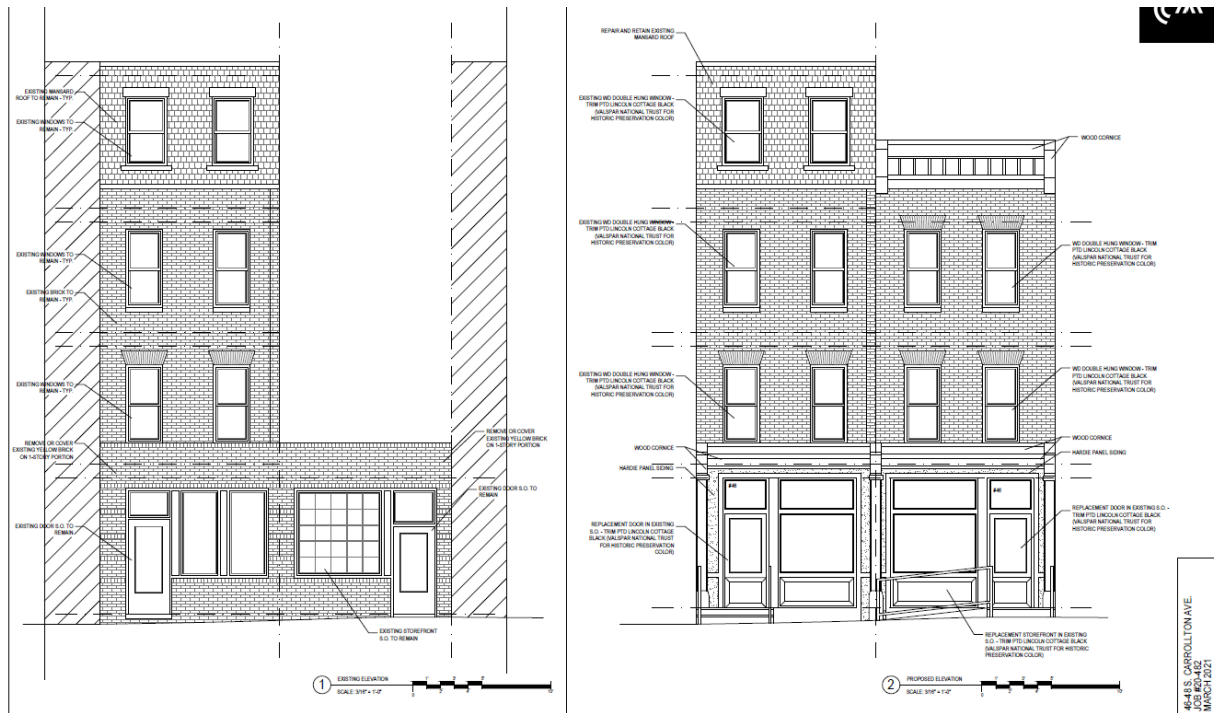 EXISTING MANSARD
ROOF TO REMAIN - TYP.
EXISTING WINDOWS TO
REMAIN - TYP.
EXISTING WINDOWS TO
REMAIN - TYP.
EXISTING BRICK TO
REMAIN - TYP.
EXISTING WINDOWS TO
REMAIN - TYP.
REMOVE OR COVER
EXISTING YELLOW BRICK
ON 1-STORY PORTION
EXISTING DOOR S.O. TO
REMAIN
REMOVE OR COVER
EXISTING YELLOW BRICK
ON 1-STORY PORTION
EXISTING DOOR S.O. TO
REMAIN
EXISTING STOREFRONT
S.O. TO REMAIN
1
EXISTING ELEVATION
SCALE: 3/16" = 1'-0"
REPAIR AND RETAIN EXISTING
MANSARD ROOF
EXISTING WD DOUBLE HUNG WINDOW -
TRIM PTD LINCOLN COTTAGE BLACK
(VALSPAR NATIONAL TRUST FOR
HISTORIC PRESERVATION COLOR)
EXISTING WD DOUBLE HUNG WINDOW -
TRIM PTD LINCOLN COTTAGE BLACK
(VALSPAR NATIONAL TRUST FOR
HISTORIC PRESERVATION COLOR)
EXISTING WD DOUBLE HUNG WINDOW -
TRIM PTD LINCOLN COTTAGE BLACK
(VALSPAR NATIONAL TRUST FOR
HISTORIC PRESERVATION COLOR)
WOOD CORNICE
HARDIE PANEL SIDING
REPLACEMENT DOOR IN EXISTING
S.O. - TRIM PTD LINCOLN COTTAGE
BLACK (VALSPAR NATIONAL TRUST
FOR HISTORIC PRESERVATION
COLOR)
WOOD CORNICE
WD DOUBLE HUNG WINDOW - TRIM
PTD LINCOLN COTTAGE BLACK
(VALSPAR NATIONAL TRUST FOR
HISTORIC PRESERVATION COLOR)
WD DOUBLE HUNG WINDOW - TRIM
PTD LINCOLN COTTAGE BLACK
(VALSPAR NATIONAL TRUST FOR
HISTORIC PRESERVATION COLOR)
WOOD CORNICE
HARDIE PANEL SIDING
REPLACEMENT DOOR IN EXISTING S.O. -
TRIM PTD LINCOLN COTTAGE BLACK
(VALSPAR NATIONAL TRUST FOR
HISTORIC PRESERVATION COLOR)
REPLACEMENT STOREFRONT IN EXISTING
S.O. - TRIM PTD LINCOLN COTTAGE BLACK
(VALSPAR NATIONAL TRUST FOR HISTORIC
PRESERVATION COLOR)
2
PROPOSED ELEVATION
SCALE: 3/16" = 1'-0"
46-48 S. CARROLLTON AVE.
JOB #20-482
MARCH 2021